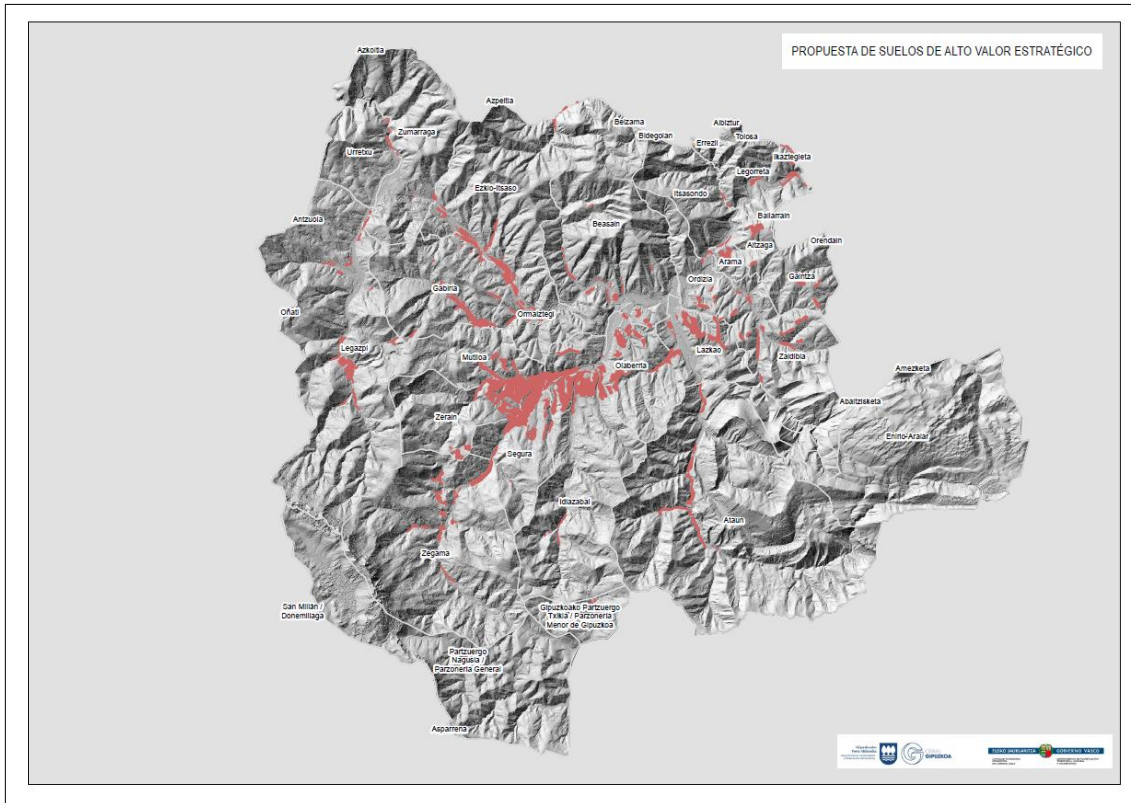 PROPUESTA DE SUELOS DE ALTO VALOR ESTRATÉGICO
Azkoitia
Azpeitia
Beizama
Albiztur
Zumarraga
Bidegoian
Tolosa
Errezil
Urretxu
Ikaztegieta
Legorreta
Ezkio-Itsaso
Itsasondo
Antzuola
Beasain
Baliarrain
Altzaga
Orendain
Arama
Ordizia
Gaintza
Gabiria
Oñati
Ormaiztegi
Legazpi
Lazkao
Mutiloa
Zaldibia
Olaberria
Amezketa
Abaltzisketa
Zerain
Enirio-Aralar
Segura
Idiazabal
Ataun
Zegama
San Millán /
Donemiliaga
Gipuzkoako Partzuergo
Txikia / Parzonería
Menor de Gipuzkoa
Partzuergo
Nagusia /
Parzonería General
Asparrena
GIPUZKOA
EUSKO JAURLARITZA
GOBIERNO VASCO